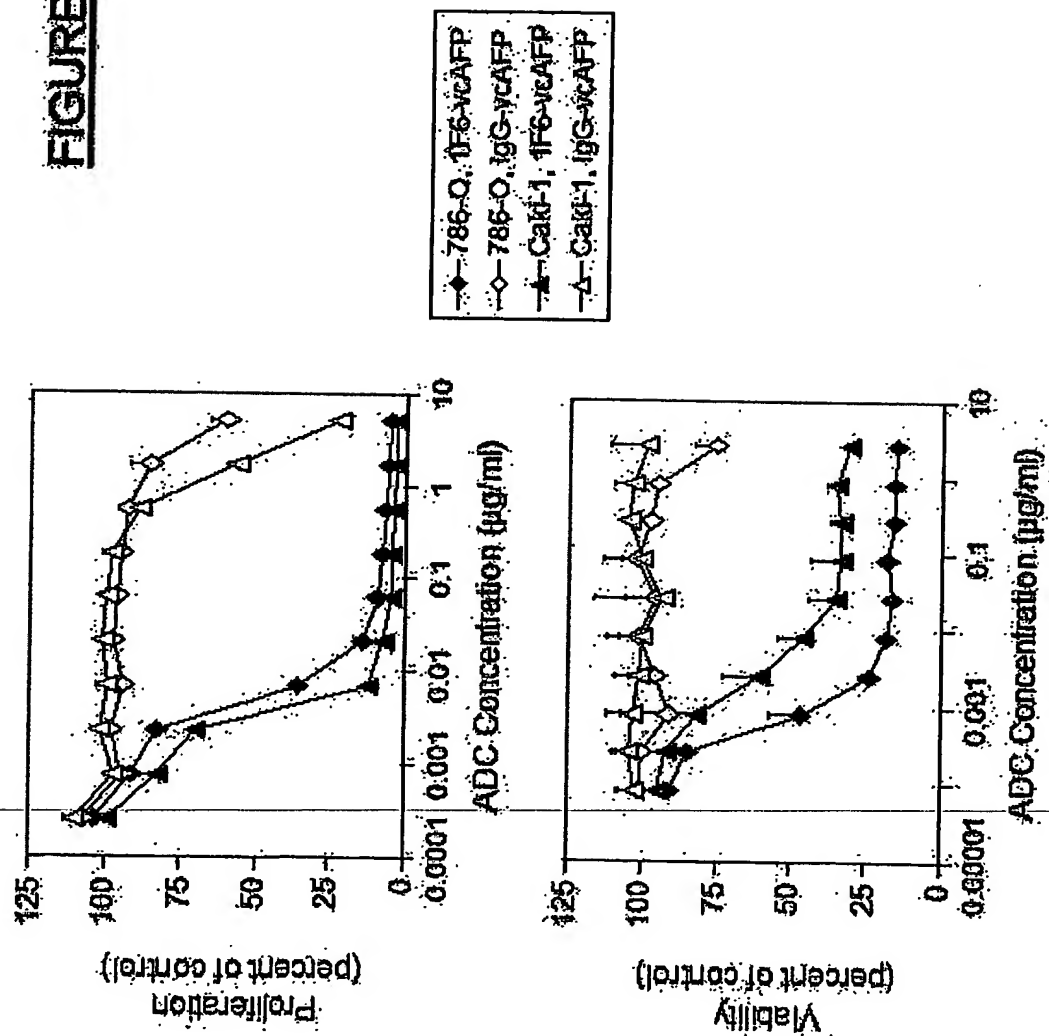 FIGURE
125
100
75
50
25
0
Proliferation
(percent of control)
0.0001 0.001 0.01 0.1 1 10
ADC Concentration (µg/ml)
125
100
75
50
25
0
Viability
(percent of control)
0.00001 0.001 0.1 10
ADC Concentration (µg/ml)
786-O, 1F6-vcAFP
786-O, IgG-vcAFP
Caki-1, 1F6-vcAFP
Caki-1, IgG-vcAFP